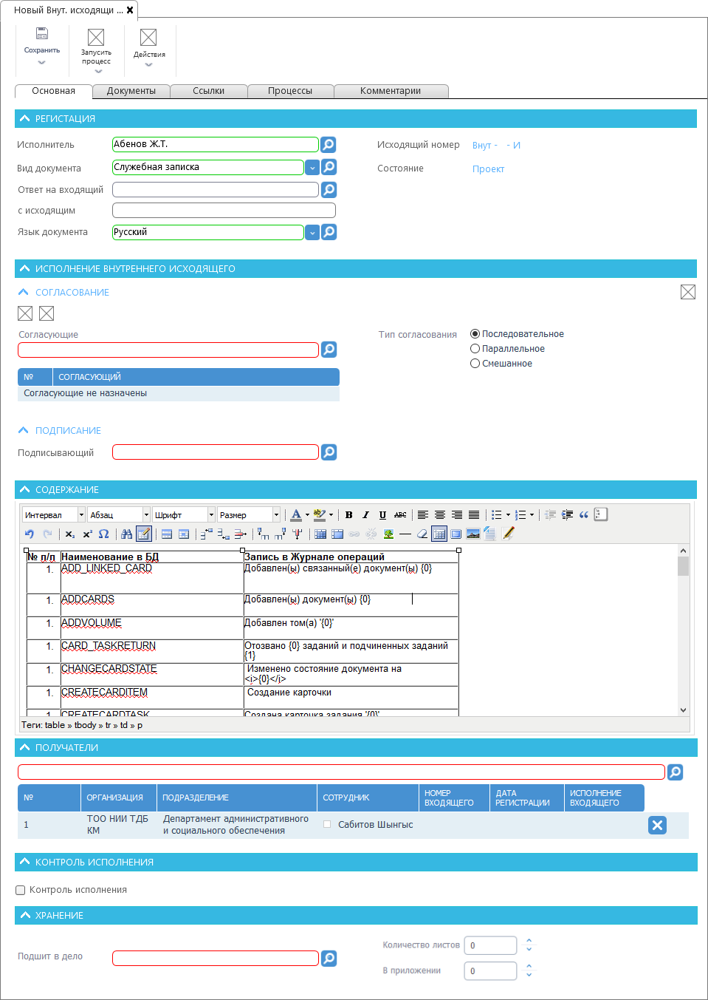 Новый Внут. исходящи ...
Сохранить
Запусить
процесс
Действия
Основная
Документы
Ссылки
Процессы
Комментарии
РЕГИСТАЦИЯ
Исполнитель
Абенов Ж.Т.
Исходящий номер
Внут -   - И
Вид документа
Служебная записка
Состояние
Проект
Ответ на входящий
с исходящим
Язык документа
Русский
ИСПОЛНЕНИЕ ВНУТРЕННЕГО ИСХОДЯЩЕГО
СОГЛАСОВАНИЕ
Согласующие
Тип согласования
Последовательное
Параллельное
Смешанное
№ СОГЛАСУЮЩИЙ
Согласующие не назначены
ПОДПИСАНИЕ
Подписывающий
СОДЕРЖАНИЕ
Интервал
Абзац
Шрифт
Размер
№ п/п Наименование в БД Запись в Журнале операций
1. ADD_LINKED_CARD Добавлен(ы) связанный(е) документ(ы) {0}
1. ADDCARDS Добавлен(ы) документ(ы) {0}
1. ADDVOLUME Добавлен том(а) '{0}'
1. CARD_TASKRETURN Отозвано {0} заданий и подчиненных заданий
{1}
1. CHANGECARDSTATE Изменено состояние документа на
<i>{0}</i>
1. CREATECARDITEM Создание карточки
1. CREATECARDTASK Создана карточка задания '{0}'
Теги: table » tbody » tr » td » p
ПОЛУЧАТЕЛИ
№
ОРГАНИЗАЦИЯ
ПОДРАЗДЕЛЕНИЕ
СОТРУДНИК
НОМЕР
ВХОДЯЩЕГО
ДАТА
РЕГИСТРАЦИИ
ИСПОЛНЕНИЕ
ВХОДЯЩЕГО
1
ТОО НИИ ТДБ
КМ
Департамент административного
и социального обеспечения
Сабитов Шынгыс
КОНТРОЛЬ ИСПОЛНЕНИЯ
Контроль исполнения
ХРАНЕНИЕ
Подшит в дело
Количество листов
0
В приложении
0